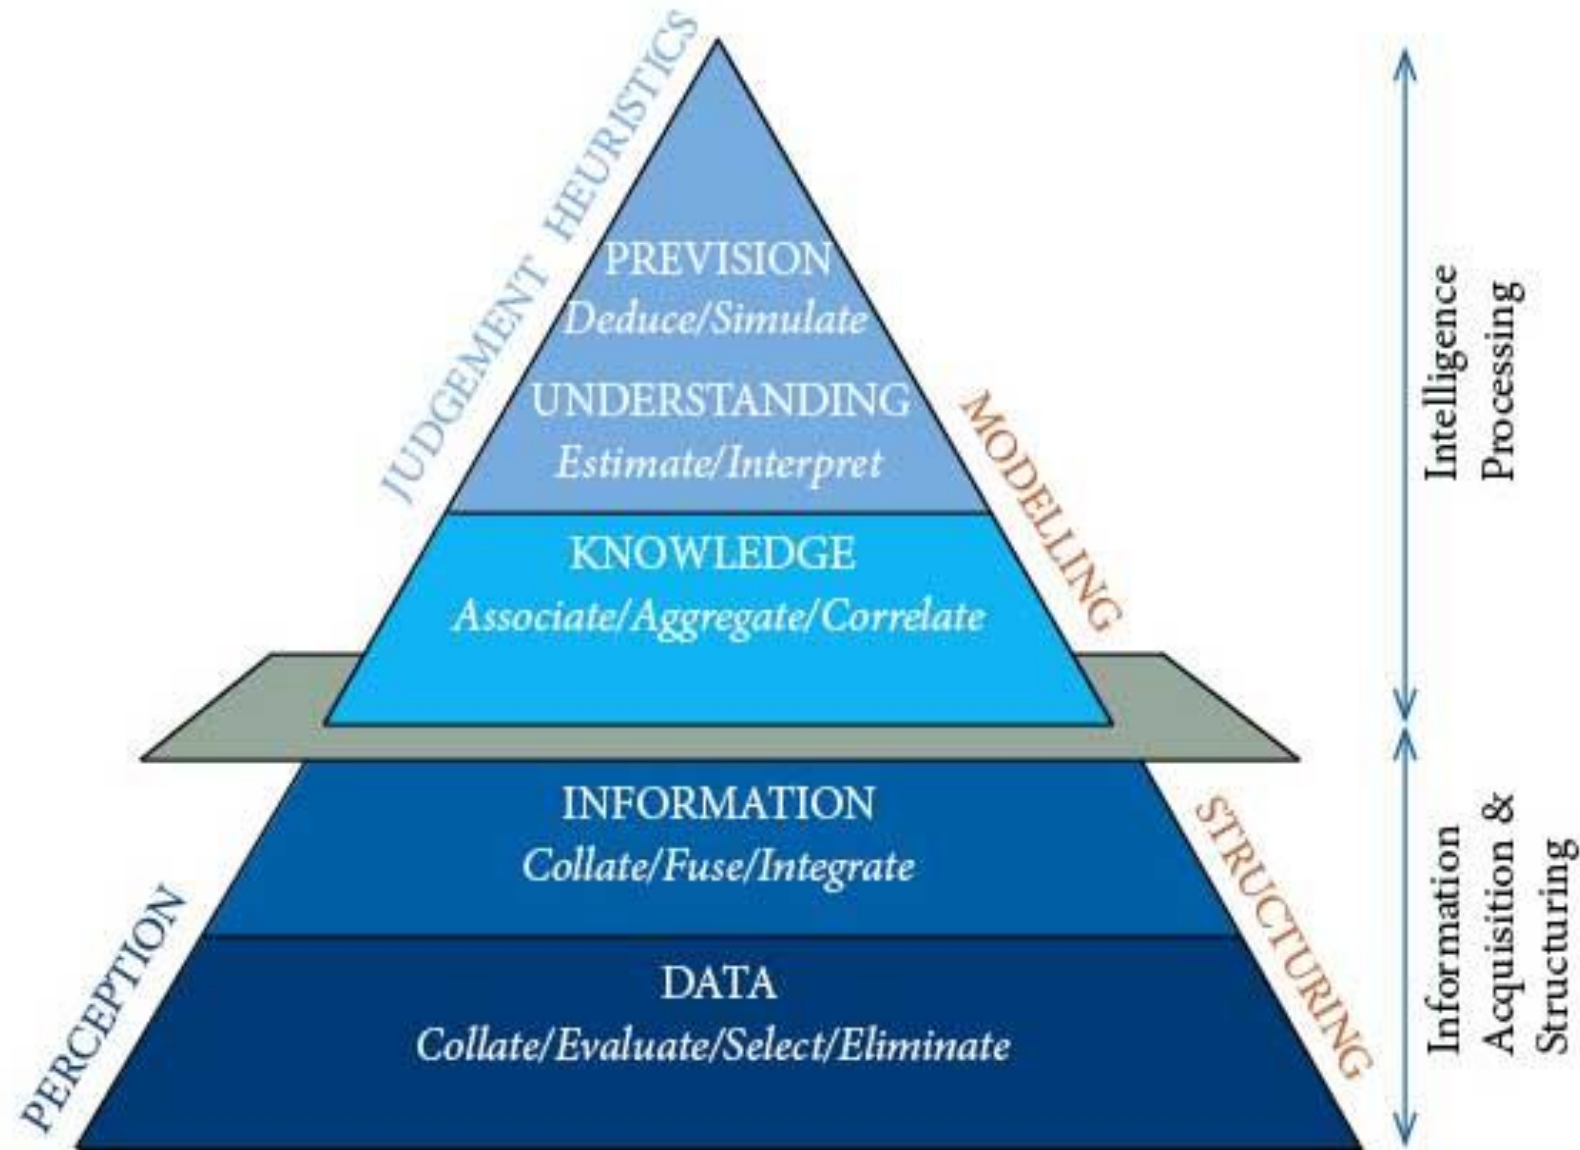 JUDGEMENT HEURISTICS
PREVISION
Deduce/Simulate
UNDERSTANDING
Estimate/Interpret
KNOWLEDGE
Associate/Aggregate/Correlate
MODELLING
Intelligence
Processing
INFORMATION
Collate/Fuse/Integrate
DATA
Collate/Evaluate/Select/Eliminate
PERCEPTION
STRUCTURING
Information
Acquisition &
Structuring